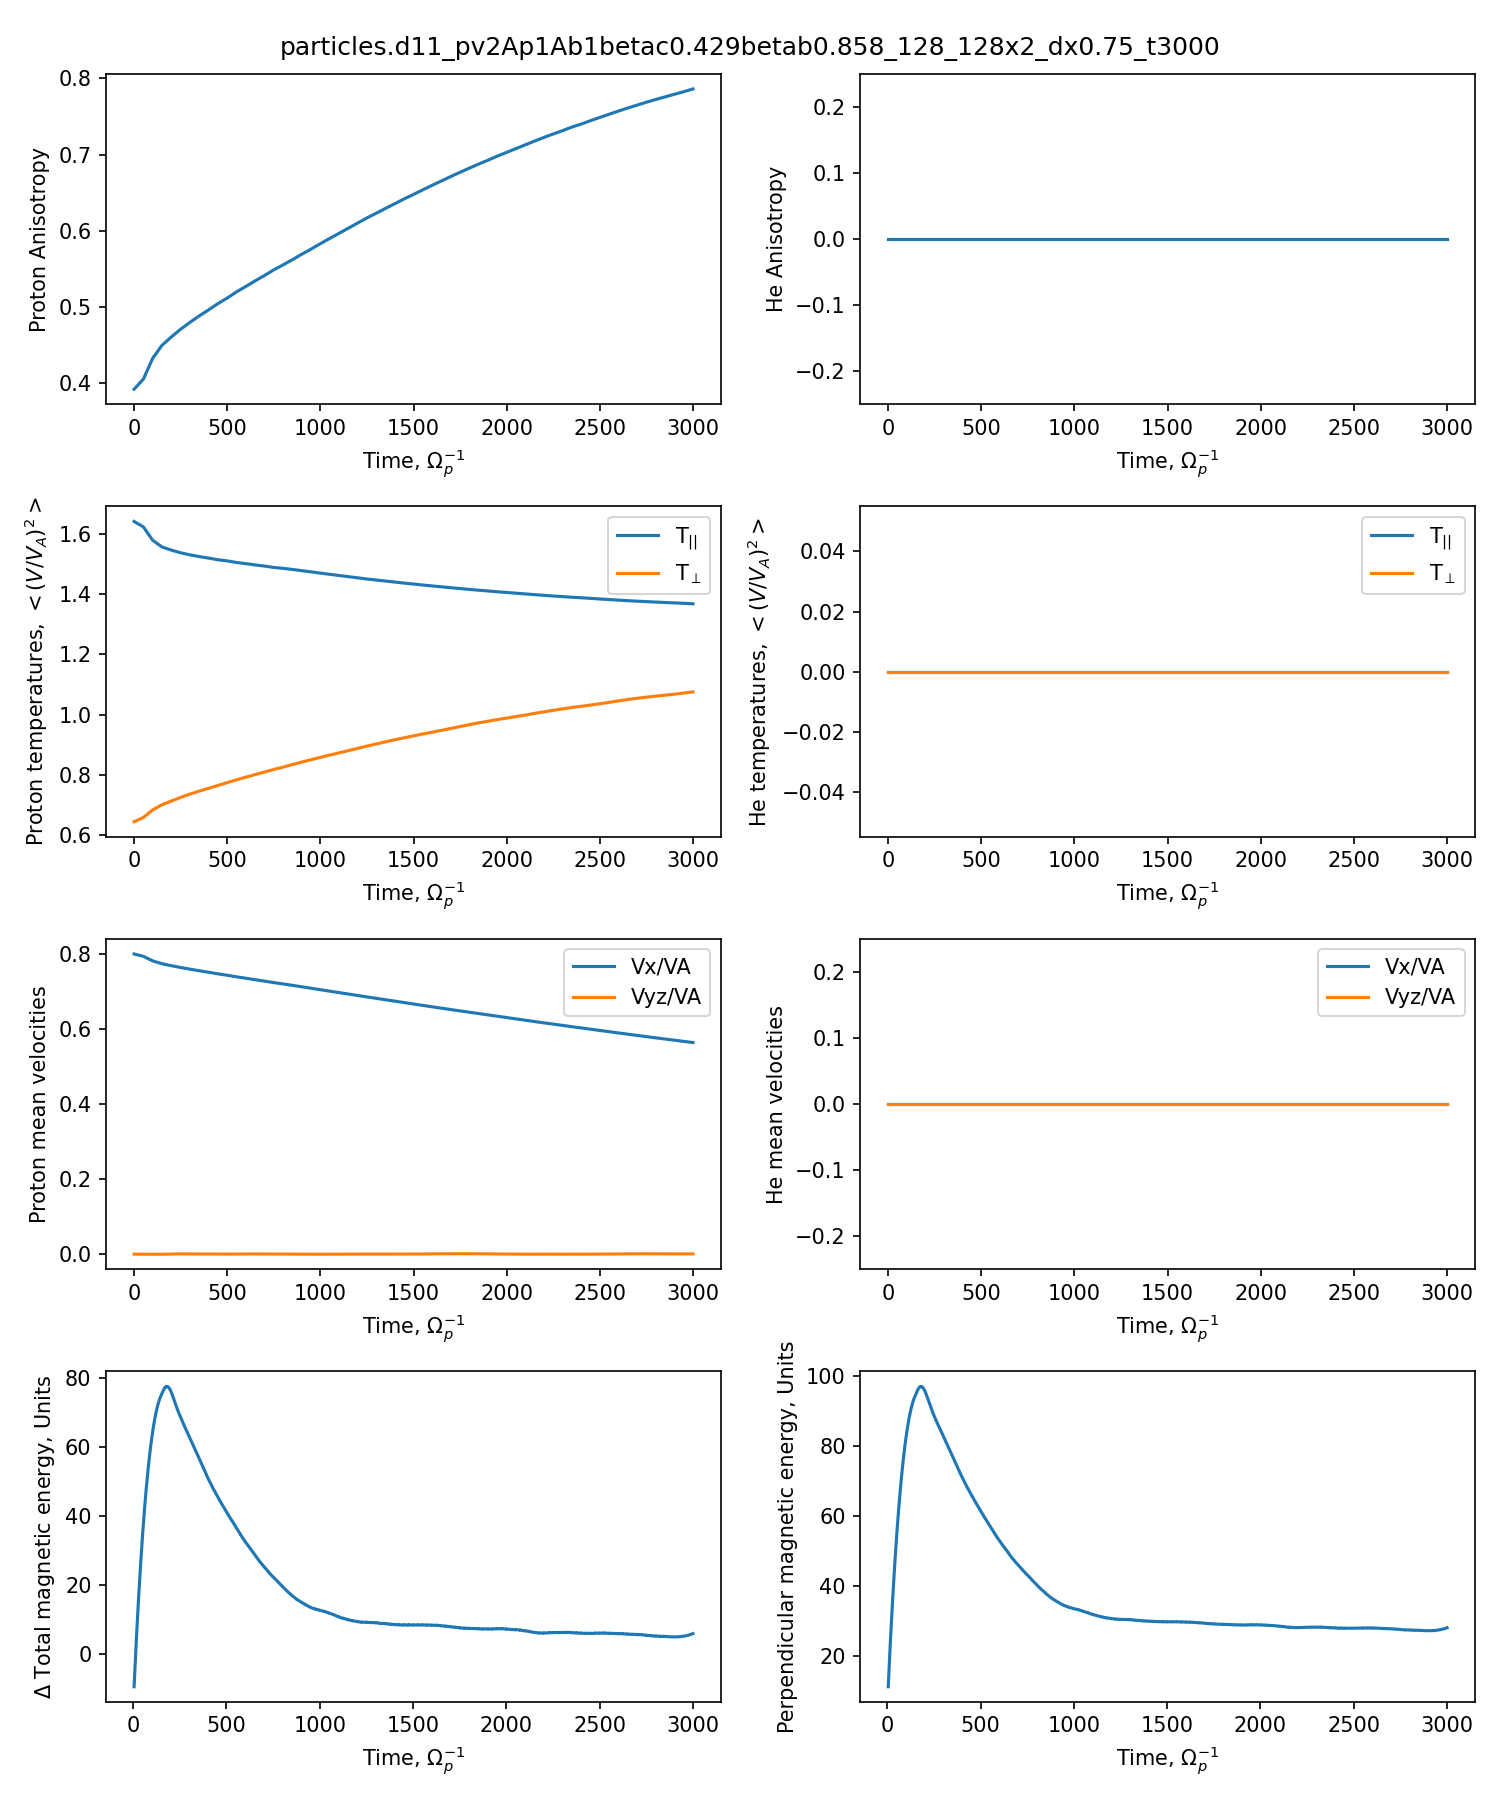 particles.d11_pv2Ap1Ab1betac0.429betab0.858_128_128x2_dx0.75_t3000
Proton Anisotropy
0.8
0.7
0.6
0.5
0.4
0 500 1000 1500 2000 2500 3000
Time, Ω_p^{-1}
He Anisotropy
0.2
0.1
0.0
−0.1
−0.2
0 500 1000 1500 2000 2500 3000
Time, Ω_p^{-1}
Proton temperatures, < (V/V_A)^2 >
1.6
1.4
1.2
1.0
0.8
0.6
T_{||}
T_⊥
0 500 1000 1500 2000 2500 3000
Time, Ω_p^{-1}
He temperatures, < (V/V_A)^2 >
0.04
0.02
0.00
−0.02
−0.04
T_{||}
T_⊥
0 500 1000 1500 2000 2500 3000
Time, Ω_p^{-1}
Proton mean velocities
0.8
0.6
0.4
0.2
0.0
Vx/VA
Vyz/VA
0 500 1000 1500 2000 2500 3000
Time, Ω_p^{-1}
He mean velocities
0.2
0.1
0.0
−0.1
−0.2
Vx/VA
Vyz/VA
0 500 1000 1500 2000 2500 3000
Time, Ω_p^{-1}
Δ Total magnetic energy, Units
80
60
40
20
0
0 500 1000 1500 2000 2500 3000
Time, Ω_p^{-1}
Perpendicular magnetic energy, Units
100
80
60
40
20
0 500 1000 1500 2000 2500 3000
Time, Ω_p^{-1}